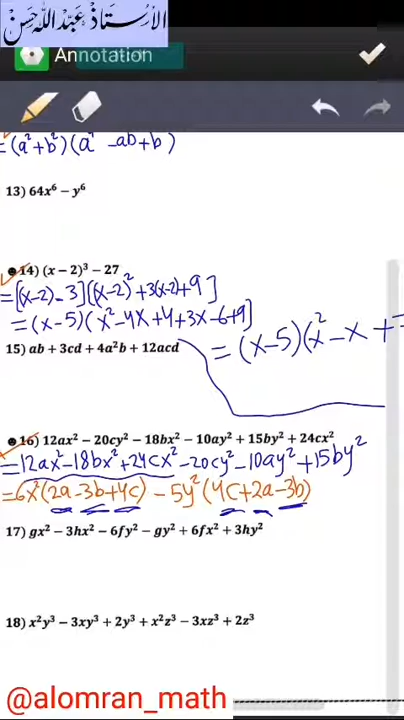 الأستاذ عبدالله حسن
Annotation
= (a² + b²)(a⁴ - ab + b)
13) 64x⁶ − y⁶
14) (x − 2)³ − 27
= [(x-2) - 3][(x-2)² + 3(x-2) + 9]
= (x-5)(x² - 4x + 4 + 3x - 6 + 9]
= (x-5)(x² - x + 7
15) ab + 3cd + 4a²b + 12acd
16) 12ax² − 20cy² − 18bx² − 10ay² + 15by² + 24cx²
= 12ax² - 18bx² + 24cx² - 20cy² - 10ay² + 15by²
= 6x²(2a - 3b + 4c) - 5y²(4c + 2a - 3b)
17) gx² − 3hx² − 6fy² − gy² + 6fx² + 3hy²
18) x²y³ − 3xy³ + 2y³ + x²z³ − 3xz³ + 2z³
@alomran_math